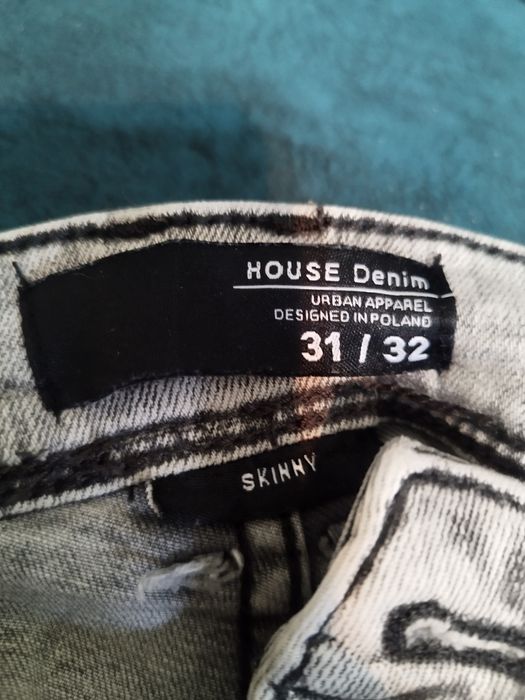 HOUSE Denim
URBAN APPAREL
DESIGNED IN POLAND
31 / 32
SKINNY